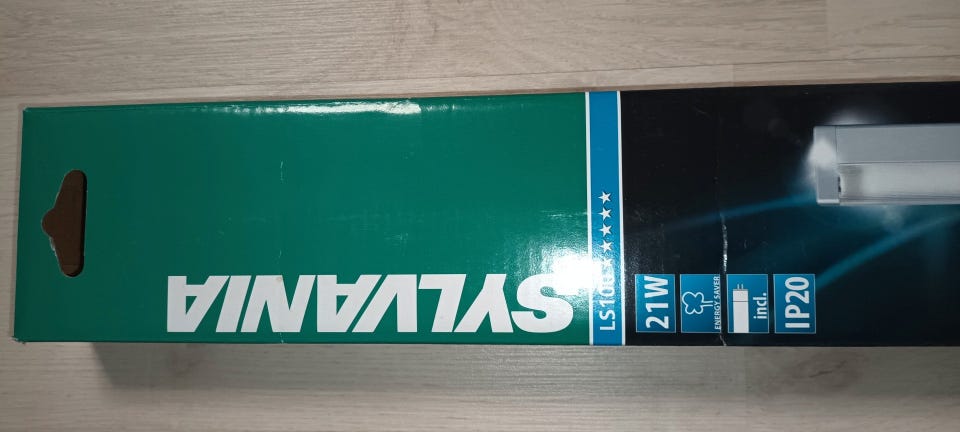 SYLVANIA
21W
ENERGY SAVER
incl.
IP20